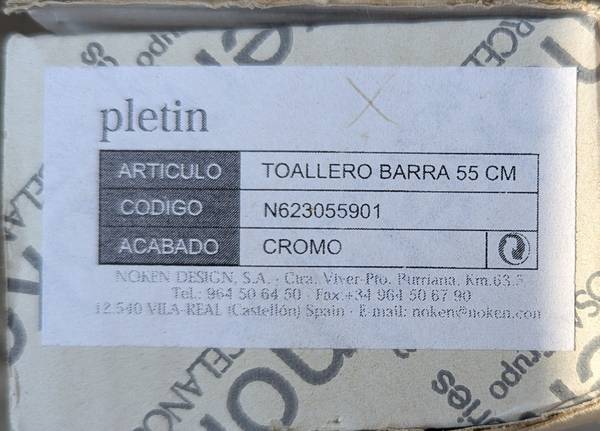 pletin
ARTICULO TOALLERO BARRA 55 CM
CODIGO N623055901
ACABADO CROMO
NOKEN DESIGN, S.A. - Ctra. Viver-Pto. Burriana, Km.63.5
Tel.: 964 50 64 50 - Fax:+34 964 50 67 90
12.540 VILA-REAL (Castellón) Spain - E-mail: noken@noken.com